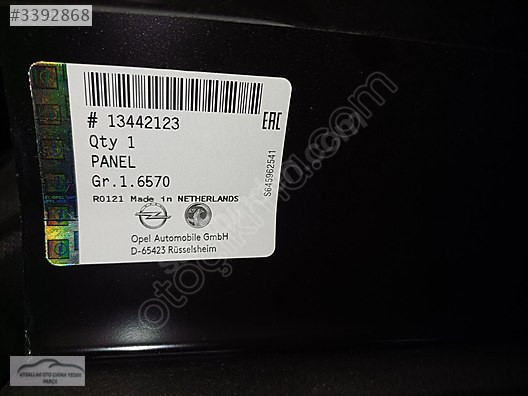 #3392868
# 13442123
Qty 1
PANEL
Gr.1.6570
R0121 Made in NETHERLANDS
Opel Automobile GmbH
D-65423 Rüsselsheim
EAC
S645962541
otoçıkma.com